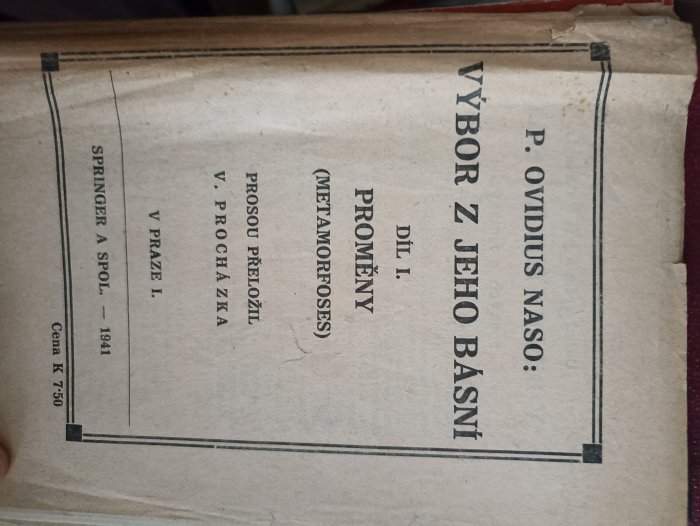 P. OVIDIUS NASO:
VÝBOR Z JEHO BÁSNÍ
DÍL I.
PROMĚNY
(METAMORFOSES)
PROSOU PŘELOŽIL
V. PROCHÁZKA
V PRAZE I.
SPRINGER A SPOL. — 1941
Cena K 7·50